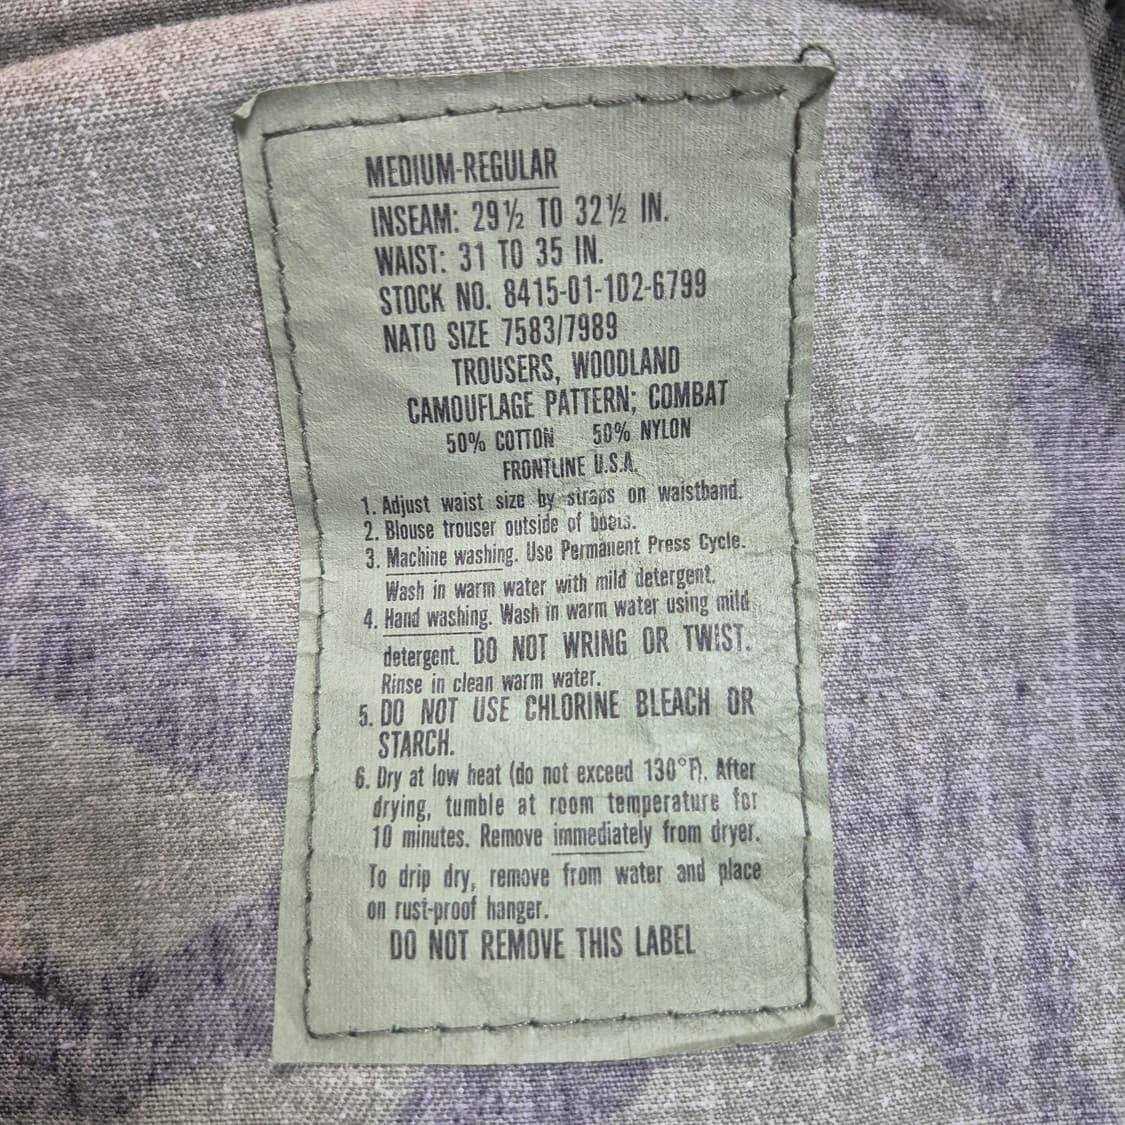 MEDIUM-REGULAR
INSEAM: 29½ TO 32½ IN.
WAIST: 31 TO 35 IN.
STOCK NO. 8415-01-102-6799
NATO SIZE 7583/7989
TROUSERS, WOODLAND
CAMOUFLAGE PATTERN; COMBAT
50% COTTON 50% NYLON
FRONTLINE U.S.A.
1. Adjust waist size by straps on waistband.
2. Blouse trouser outside of boots.
3. Machine washing. Use Permanent Press Cycle.
Wash in warm water with mild detergent.
4. Hand washing. Wash in warm water using mild
detergent. DO NOT WRING OR TWIST.
Rinse in clean warm water.
5. DO NOT USE CHLORINE BLEACH OR
STARCH.
6. Dry at low heat (do not exceed 130°F). After
drying, tumble at room temperature for
10 minutes. Remove immediately from dryer.
To drip dry, remove from water and place
on rust-proof hanger.
DO NOT REMOVE THIS LABEL